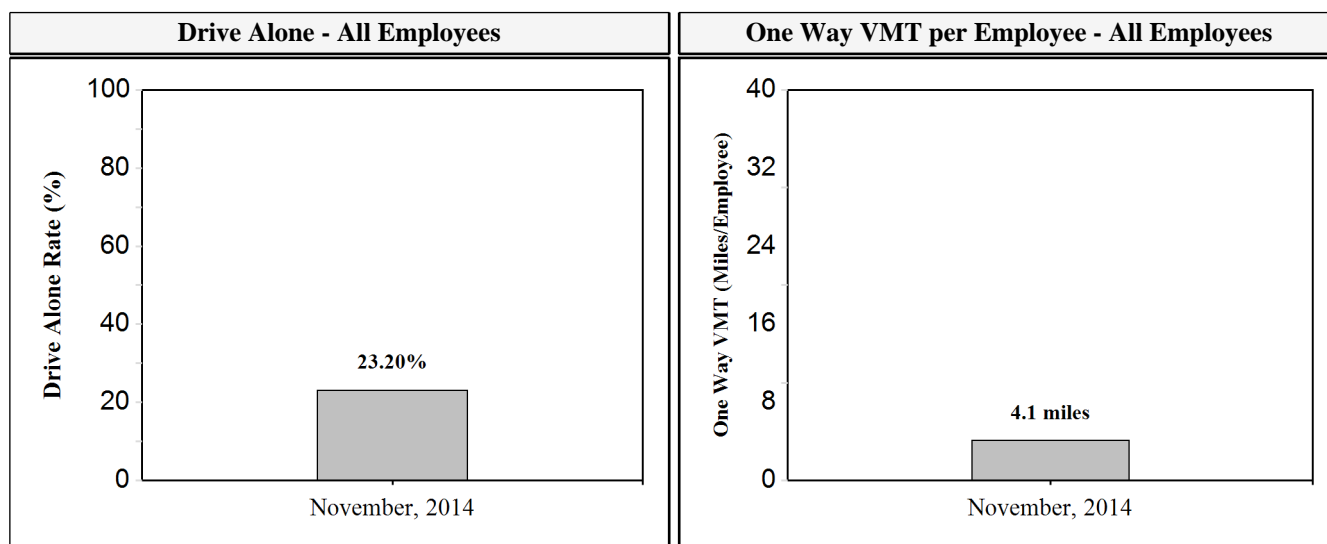 Drive Alone - All Employees
100
80
60
40
20
0
Drive Alone Rate (%)
23.20%
November, 2014
One Way VMT per Employee - All Employees
40
32
24
16
8
0
One Way VMT (Miles/Employee)
4.1 miles
November, 2014